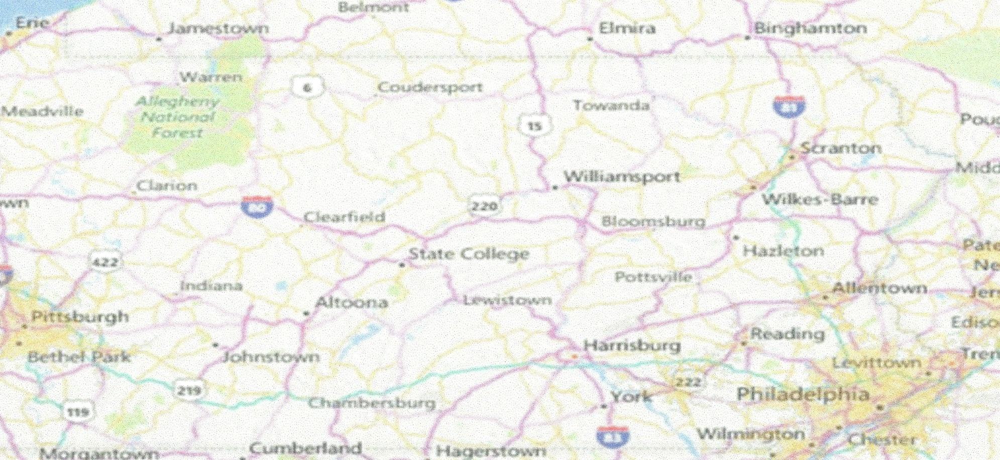 Belmont
Erie
Jamestown
Elmira
Binghamton
Warren
6
Coudersport
Allegheny
National
Forest
Meadville
Towanda
81
15
Scranton
Williamsport
Clarion
80
220
Wilkes-Barre
Clearfield
Bloomsburg
State College
Hazleton
422
Pottsville
Indiana
Allentown
Altoona
Lewistown
Pittsburgh
Reading
Harrisburg
Bethel Park
Johnstown
Levittown
222
219
York
Philadelphia
Chambersburg
119
83
Wilmington
Chester
Cumberland
Hagerstown
Morgantown